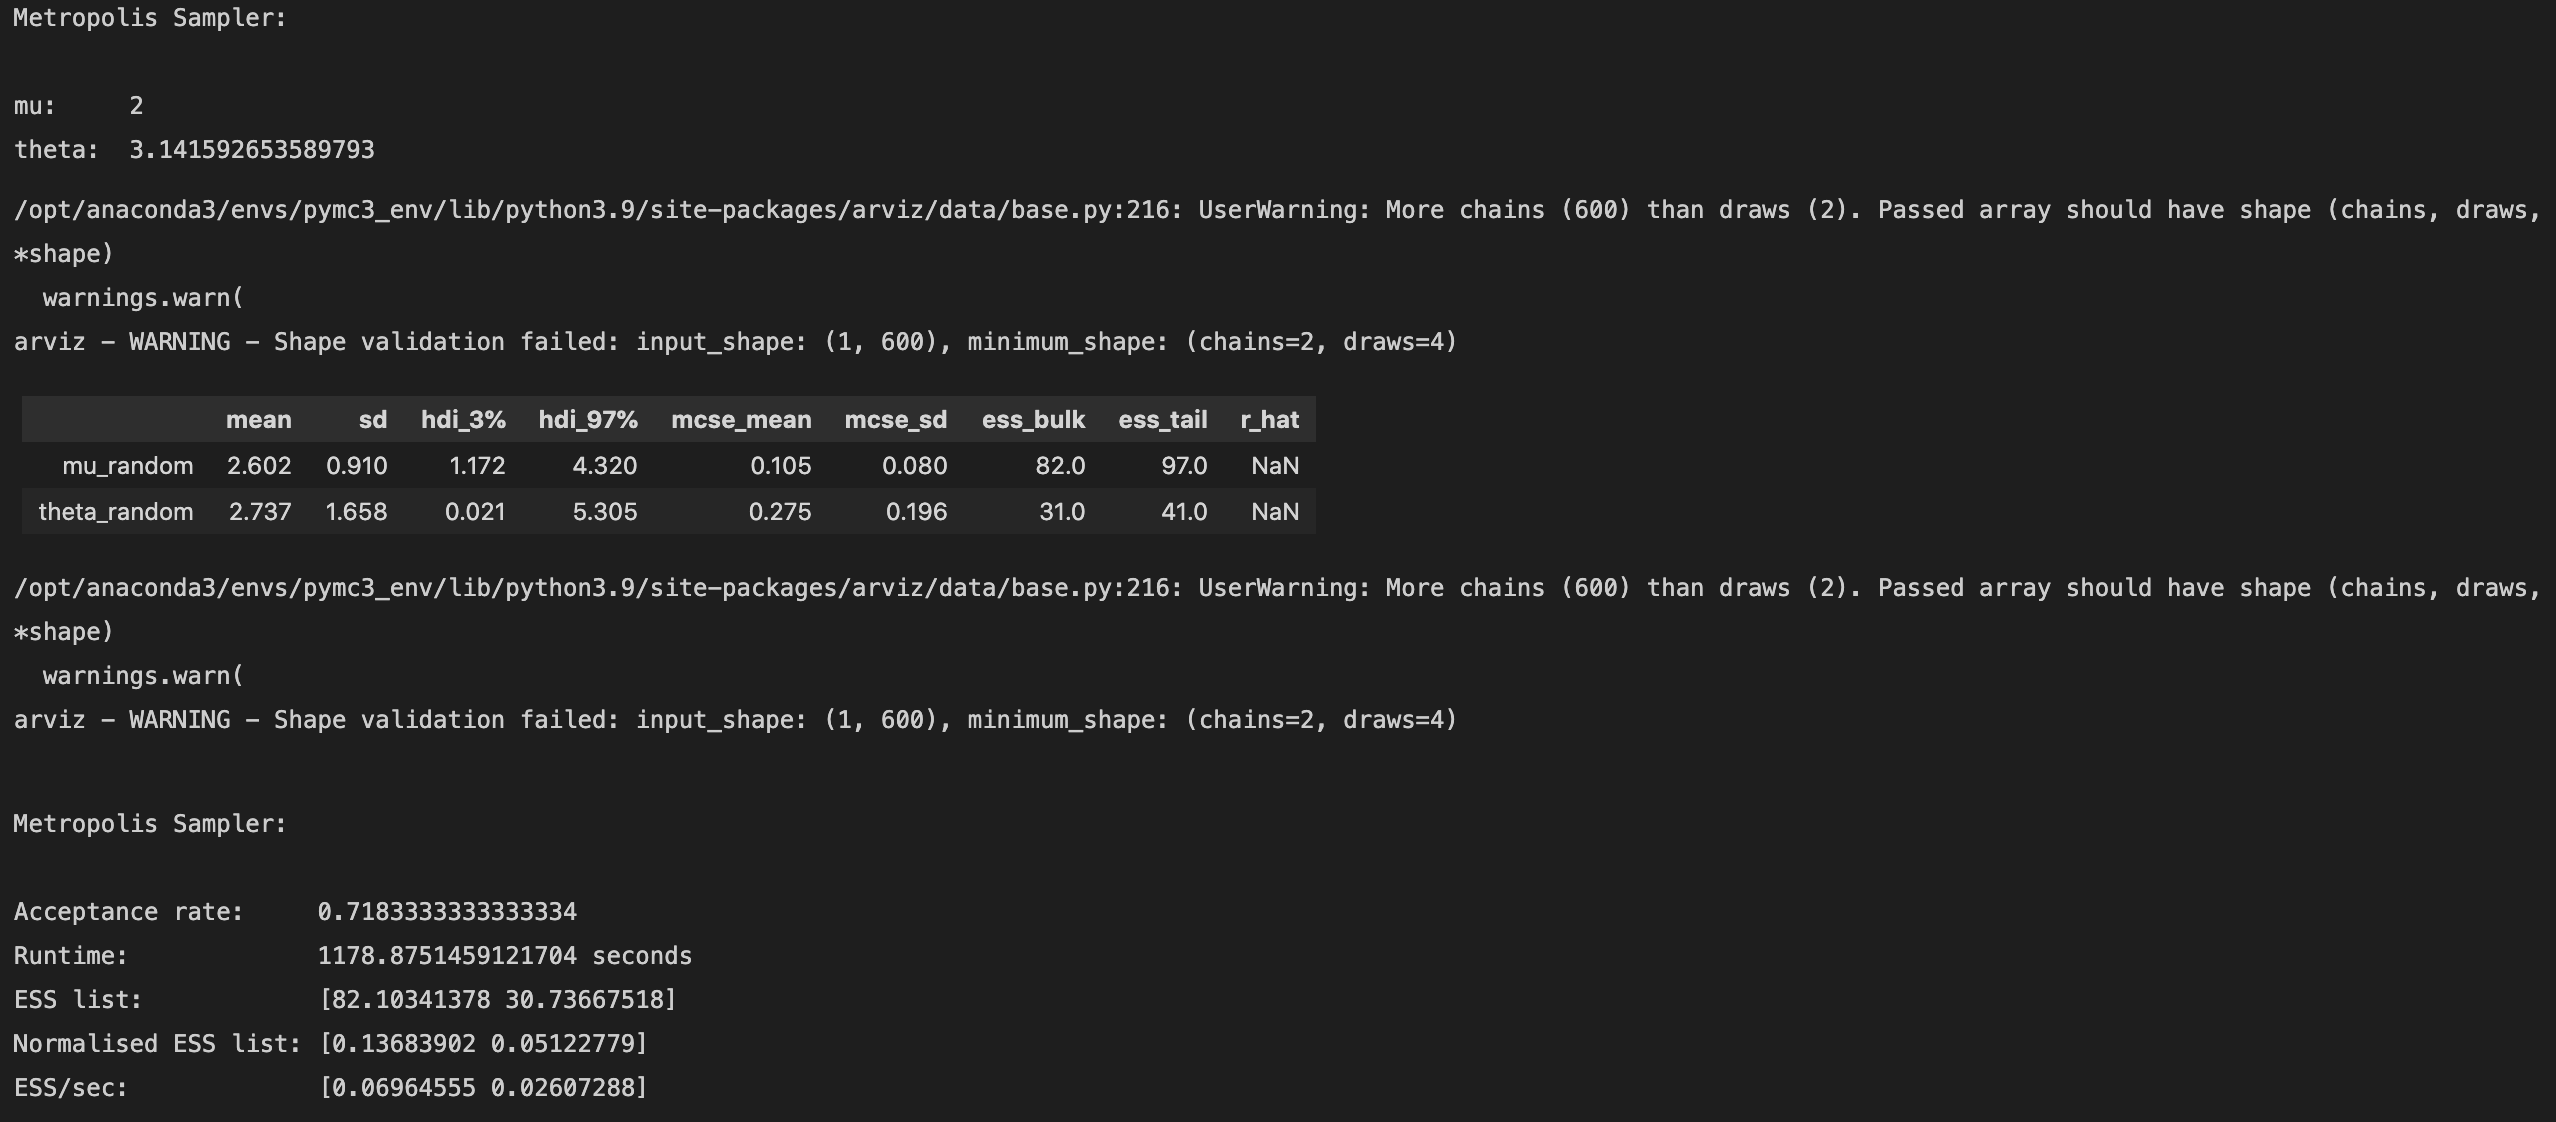 Metropolis Sampler:
mu:     2
theta:  3.141592653589793
/opt/anaconda3/envs/pymc3_env/lib/python3.9/site-packages/arviz/data/base.py:216: UserWarning: More chains (600) than draws (2). Passed array should have shape (chains, draws,
*shape)
  warnings.warn(
arviz - WARNING - Shape validation failed: input_shape: (1, 600), minimum_shape: (chains=2, draws=4)
mean sd hdi_3% hdi_97% mcse_mean mcse_sd ess_bulk ess_tail r_hat
mu_random 2.602 0.910 1.172 4.320 0.105 0.080 82.0 97.0 NaN
theta_random 2.737 1.658 0.021 5.305 0.275 0.196 31.0 41.0 NaN
/opt/anaconda3/envs/pymc3_env/lib/python3.9/site-packages/arviz/data/base.py:216: UserWarning: More chains (600) than draws (2). Passed array should have shape (chains, draws,
*shape)
  warnings.warn(
arviz - WARNING - Shape validation failed: input_shape: (1, 600), minimum_shape: (chains=2, draws=4)
Metropolis Sampler:
Acceptance rate:     0.7183333333333334
Runtime:             1178.8751459121704 seconds
ESS list:            [82.10341378 30.73667518]
Normalised ESS list: [0.13683902 0.05122779]
ESS/sec:             [0.06964555 0.02607288]